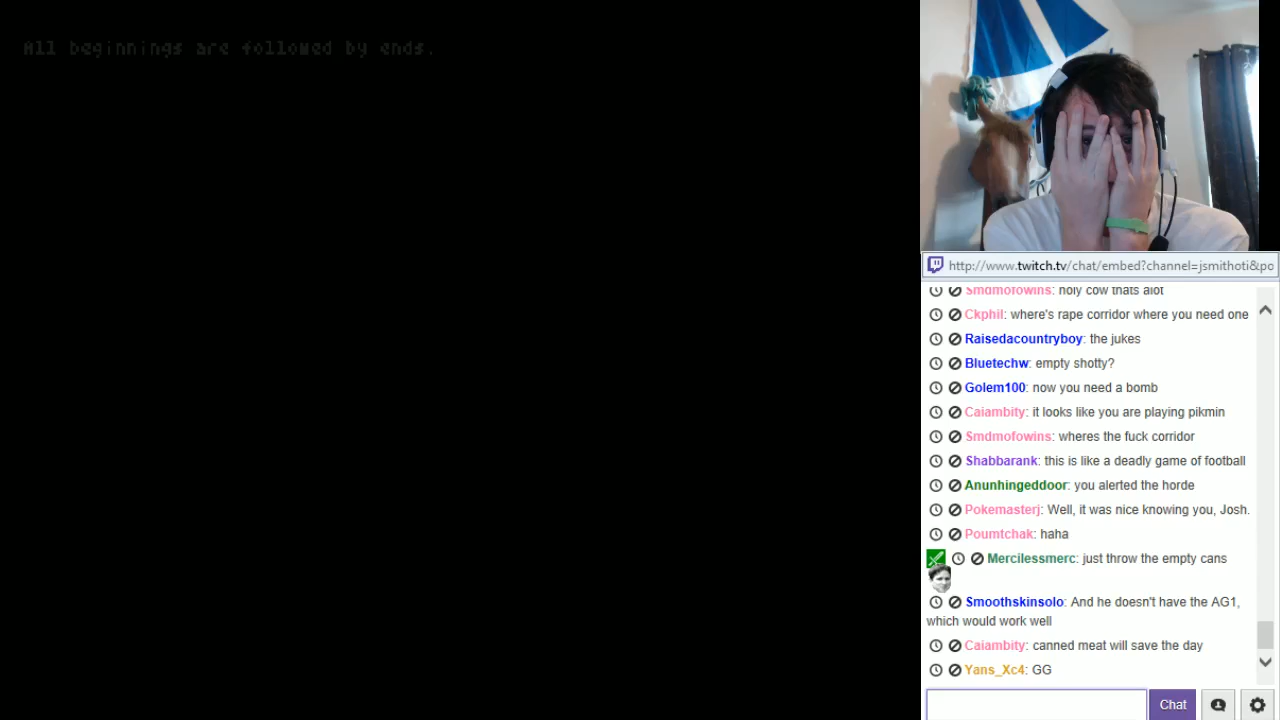 All beginnings are followed by ends.
http://www.twitch.tv/chat/embed?channel=jsmithoti&po
Smdmofowins: holy cow thats alot
Ckphil: where's rape corridor where you need one
Raisedacountryboy: the jukes
Bluetechw: empty shotty?
Golem100: now you need a bomb
Caiambity: it looks like you are playing pikmin
Smdmofowins: wheres the fuck corridor
Shabbarank: this is like a deadly game of football
Anunhingeddoor: you alerted the horde
Pokemasterj: Well, it was nice knowing you, Josh.
Poumtchak: haha
Mercilessmerc: just throw the empty cans
Smoothskinsolo: And he doesn't have the AG1,
which would work well
Caiambity: canned meat will save the day
Yans_Xc4: GG
Chat